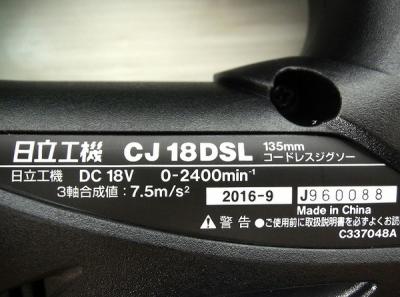 日立工機 CJ 18DSL 135mm
コードレスジグソー
日立工機 DC 18V 0-2400min⁻¹
3軸合成値：7.5m/s² 2016-9 J960088
Made in China
⚠警告 ●ご使用前に取扱説明書を必ずよくお読
C337048A